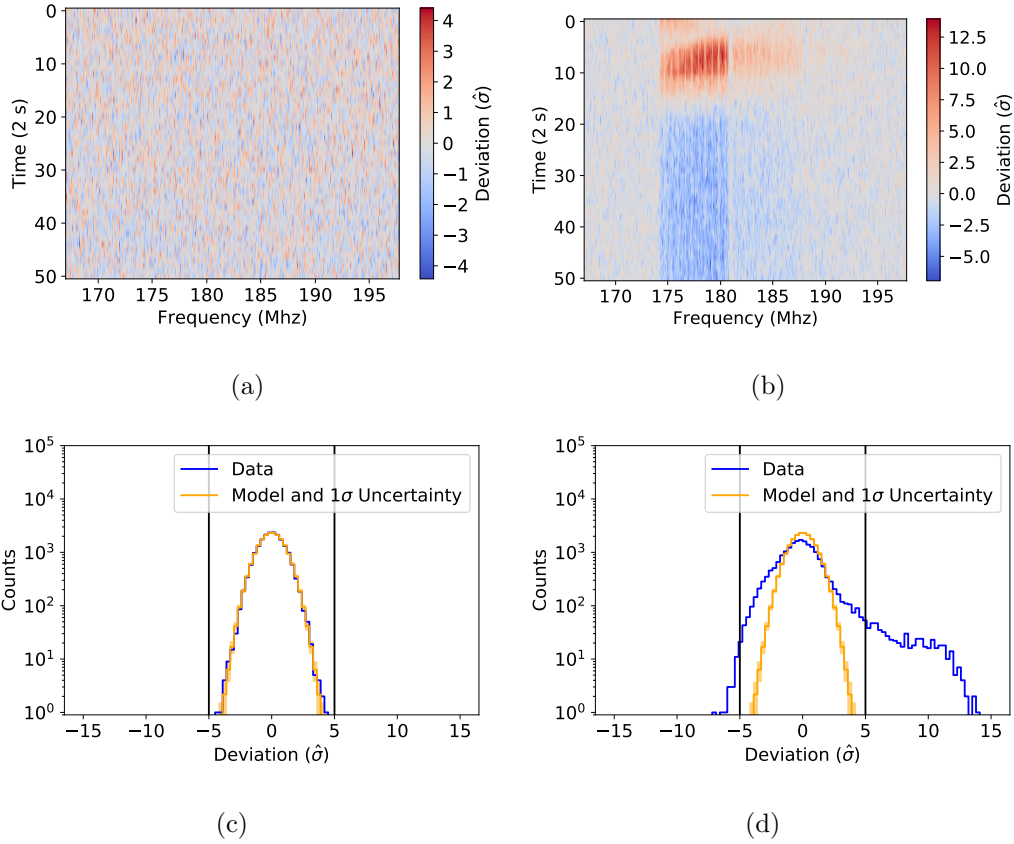 0
10
20
30
40
50
Time (2 s)
170 175 180 185 190 195
Frequency (Mhz)
4
3
2
1
0
−1
−2
−3
−4
Deviation (σ̂)
(a)
0
10
20
30
40
50
Time (2 s)
170 175 180 185 190 195
Frequency (Mhz)
12.5
10.0
7.5
5.0
2.5
0.0
−2.5
−5.0
Deviation (σ̂)
(b)
10⁵
10⁴
10³
10²
10¹
10⁰
Counts
Data
Model and 1σ Uncertainty
−15 −10 −5 0 5 10 15
Deviation (σ̂)
(c)
10⁵
10⁴
10³
10²
10¹
10⁰
Counts
Data
Model and 1σ Uncertainty
−15 −10 −5 0 5 10 15
Deviation (σ̂)
(d)